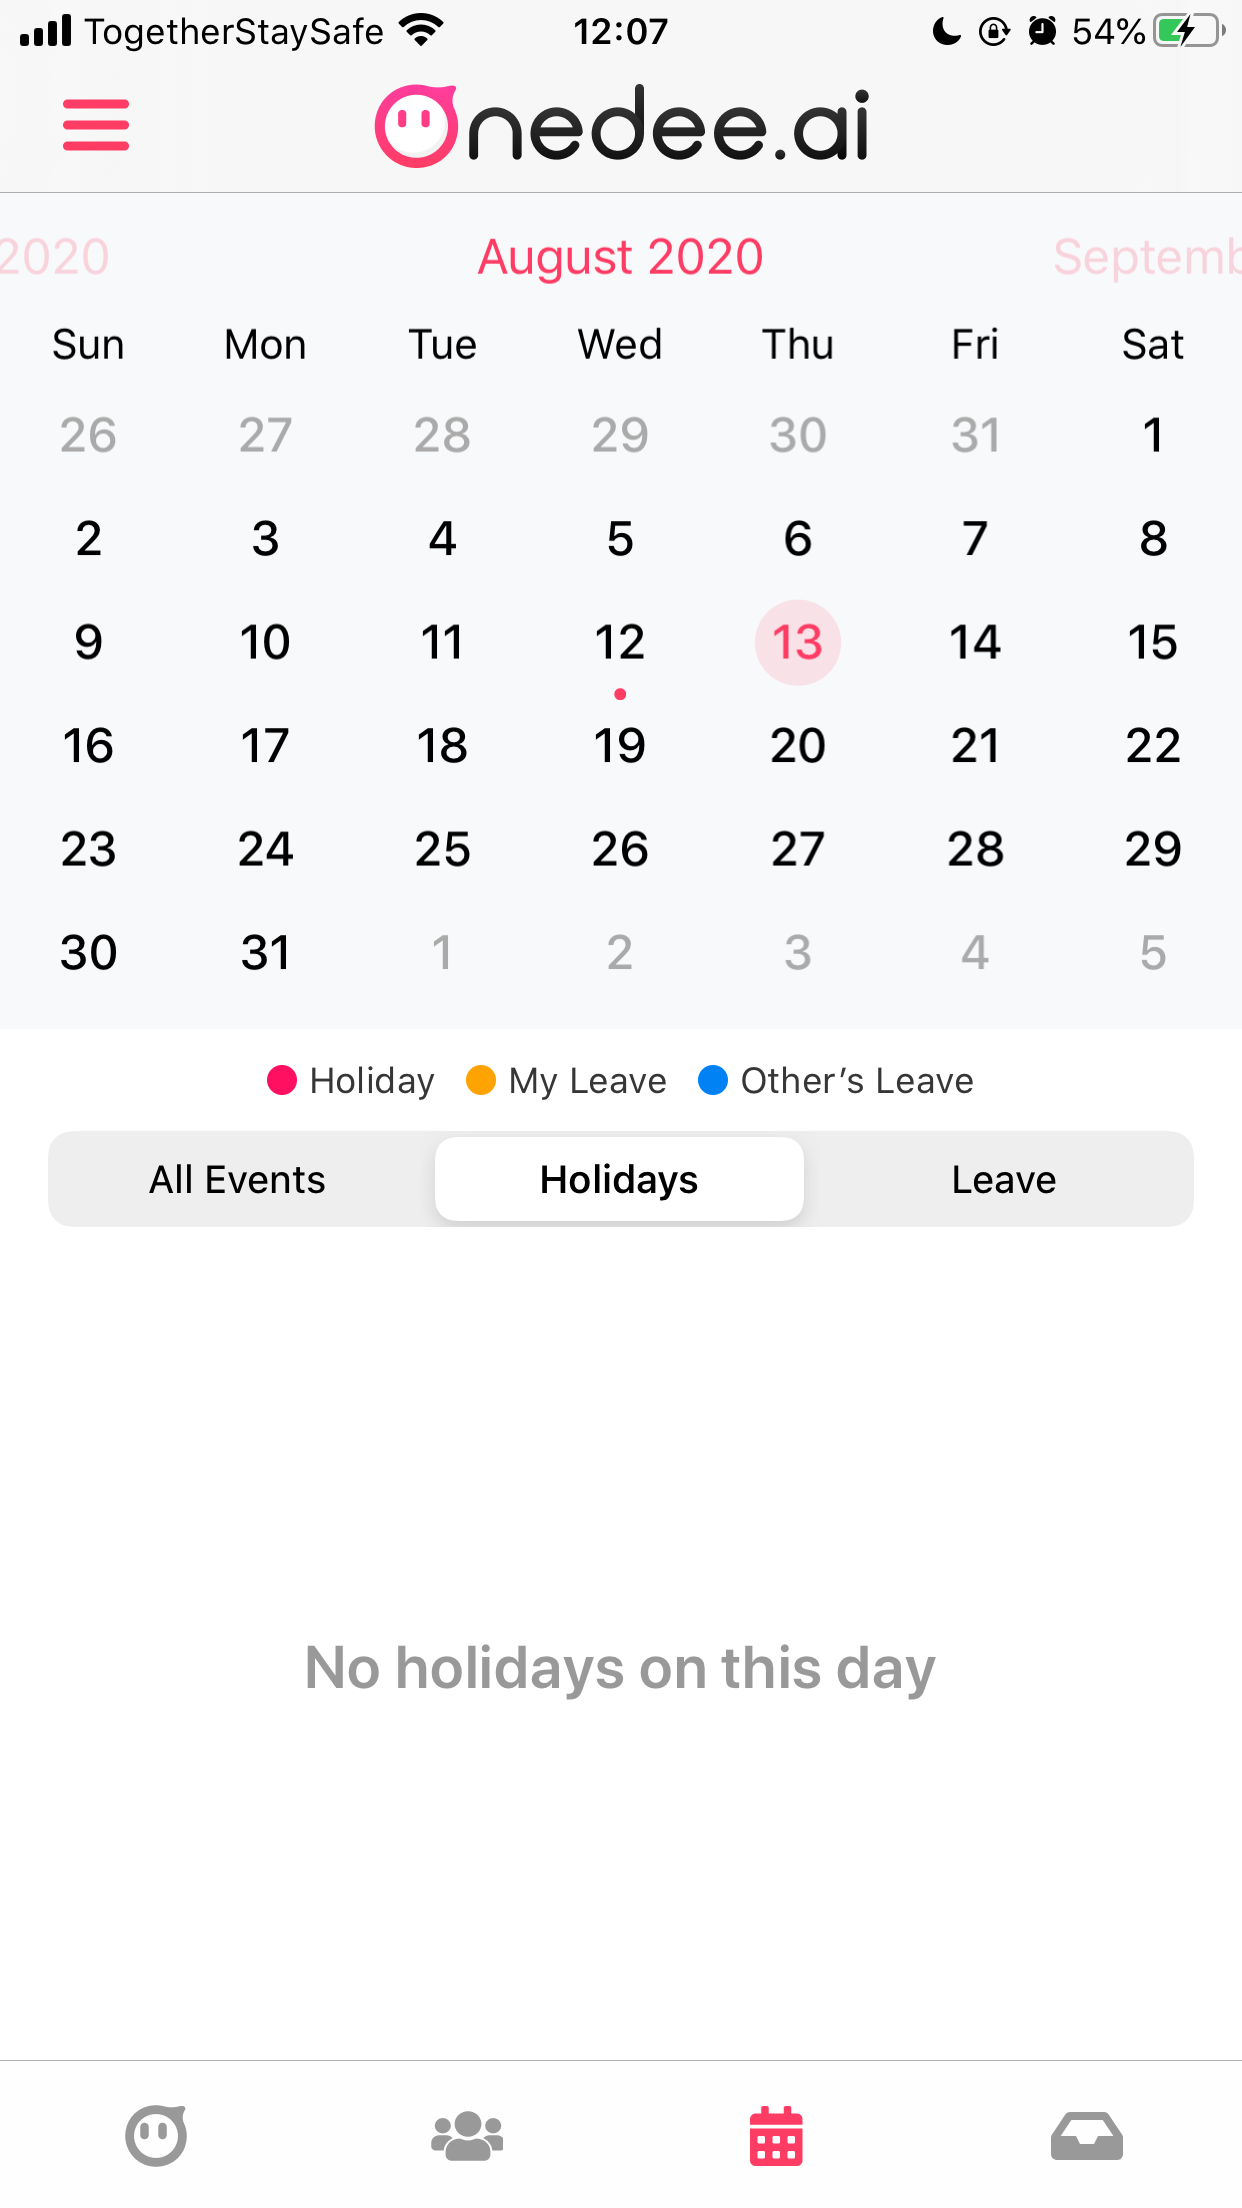 TogetherStaySafe 12:07 54%
Onedee.ai
2020 August 2020 Septemb
Sun Mon Tue Wed Thu Fri Sat
26 27 28 29 30 31 1
2 3 4 5 6 7 8
9 10 11 12 13 14 15
16 17 18 19 20 21 22
23 24 25 26 27 28 29
30 31 1 2 3 4 5
Holiday My Leave Other’s Leave
All Events Holidays Leave
No holidays on this day